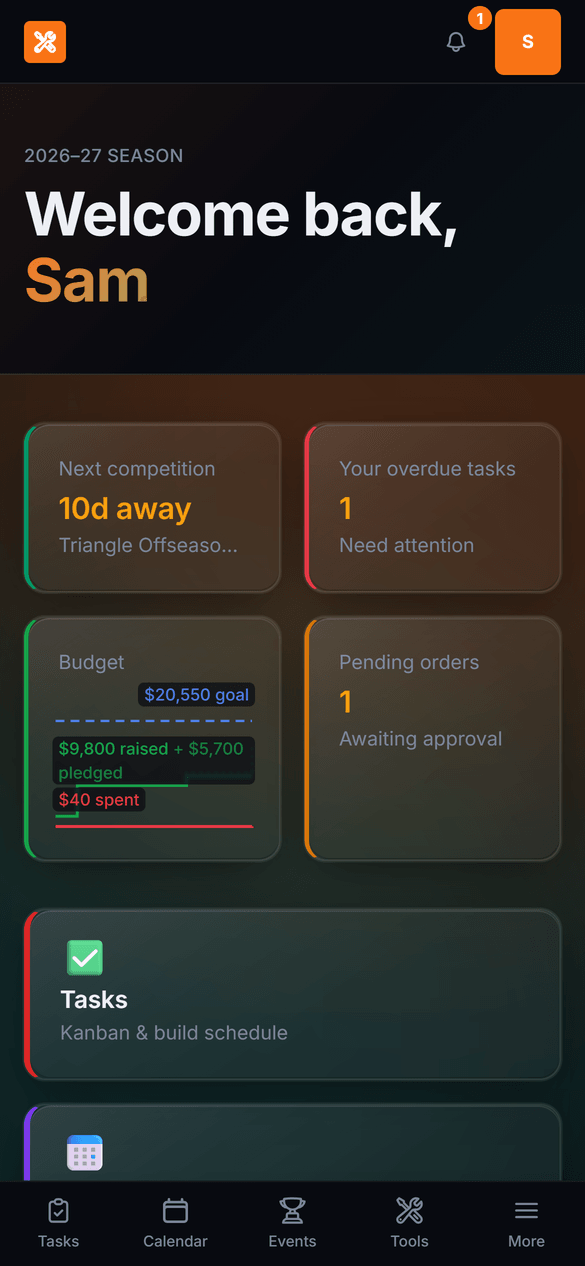 1
S
2026–27 SEASON
Welcome back,
Sam
Next competition
10d away
Triangle Offseaso...
Your overdue tasks
1
Need attention
Budget
$20,550 goal
$9,800 raised + $5,700
pledged
$40 spent
Pending orders
1
Awaiting approval
Tasks
Kanban & build schedule
Tasks
Calendar
Events
Tools
More